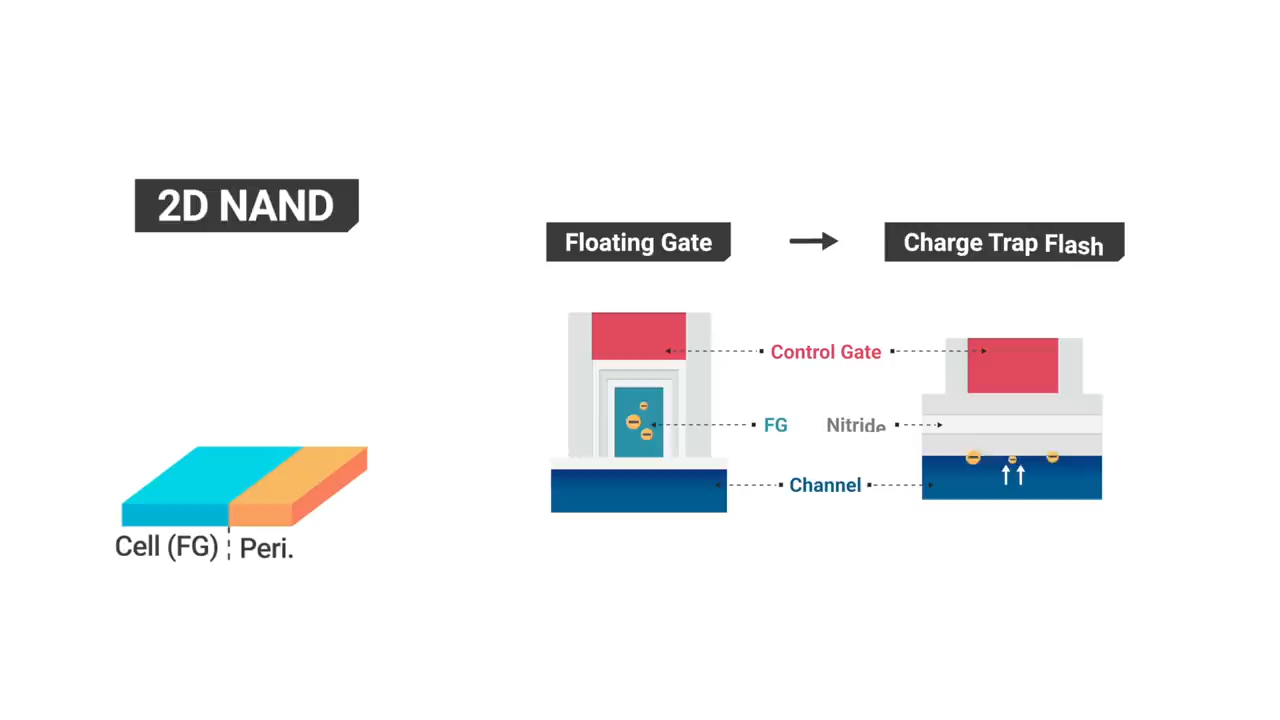 2D NAND
Floating Gate
Charge Trap Flash
Control Gate
FG
Nitride
Channel
Cell (FG)
Peri.